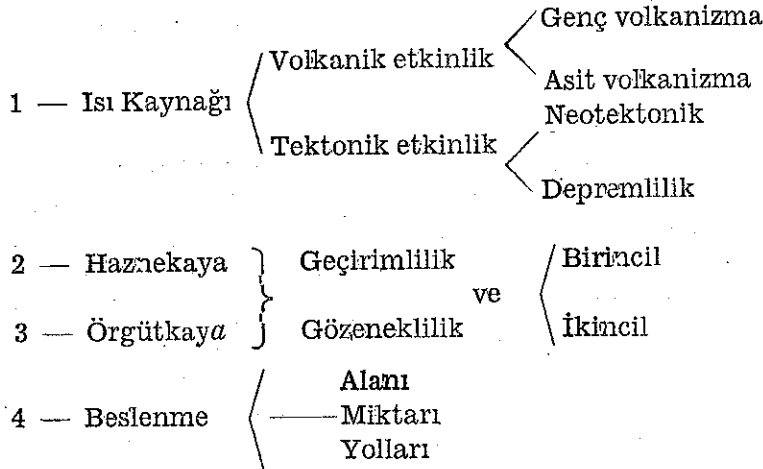 Genç volkanizma
Volkanik etkinlik
Asit volkanizma
1 — Isı Kaynağı
Neotektonik
Tektonik etkinlik
Depremlilik
2 — Haznekaya } Geçirimlilik Birincil
ve
3 — Örgütkaya Gözeneklilik İkincil
Alanı
4 — Beslenme — Miktarı
Yolları